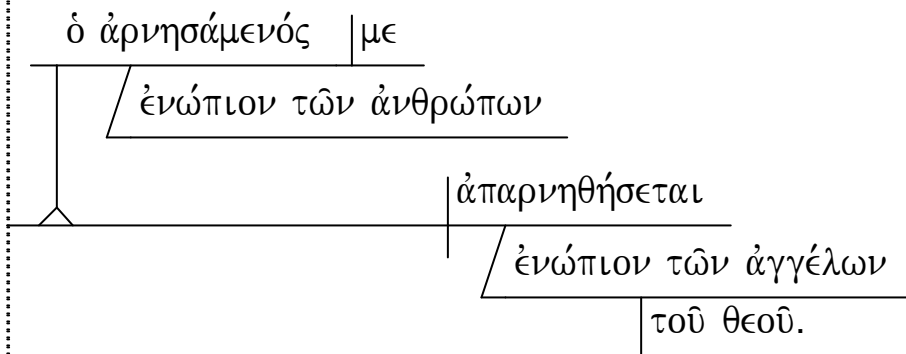 ὁ ἀρνησάμενός με
ἐνώπιον τῶν ἀνθρώπων
ἀπαρνηθήσεται
ἐνώπιον τῶν ἀγγέλων
τοῦ θεοῦ.